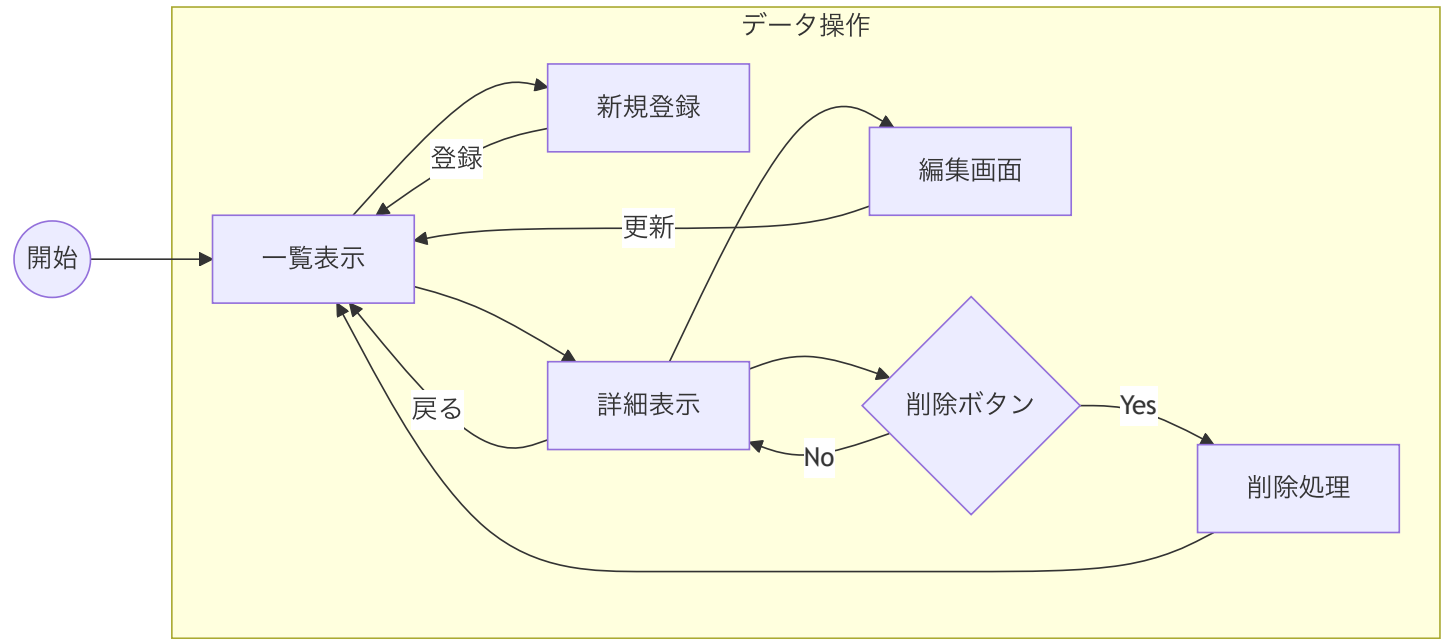 データ操作
新規登録
登録
編集画面
更新
開始
一覧表示
詳細表示
戻る
削除ボタン
Yes
No
削除処理